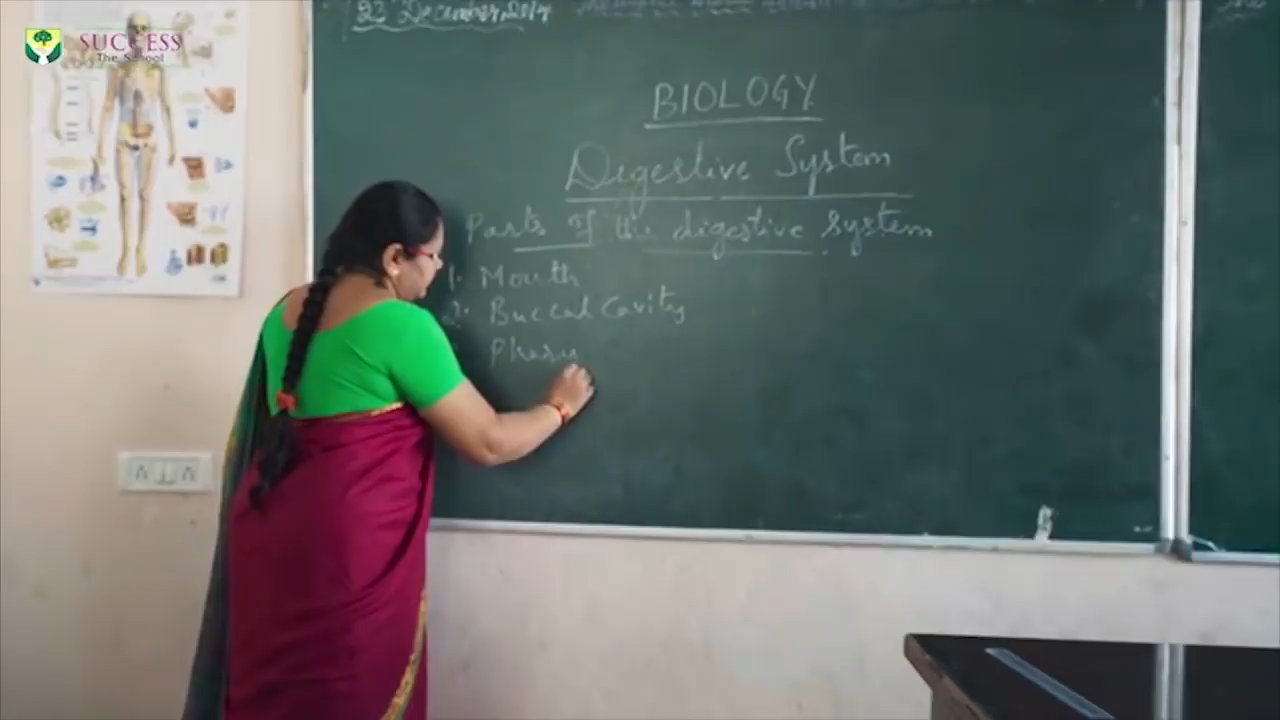 SUCCESS
The School
23 December, 2014
BIOLOGY
Digestive System
Parts of the digestive system
1. Mouth
2. Buccal Cavity
Phary